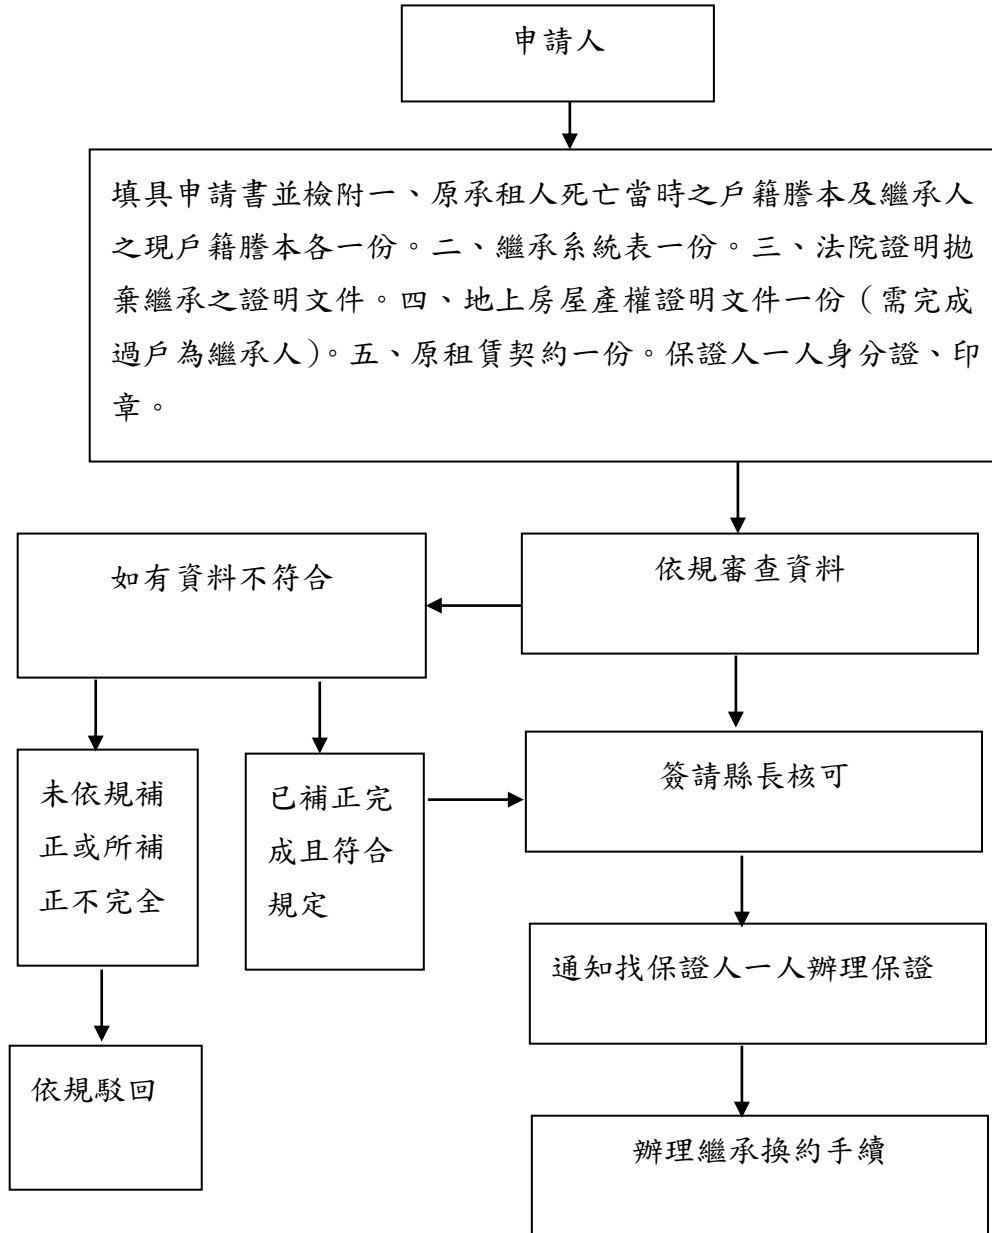 申請人
填具申請書並檢附一、原承租人死亡當時之戶籍謄本及繼承人
之現戶籍謄本各一份。二、繼承系統表一份。三、法院證明拋
棄繼承之證明文件。四、地上房屋產權證明文件一份（需完成
過戶為繼承人）。五、原租賃契約一份。保證人一人身分證、印
章。
如有資料不符合
依規審查資料
未依規補
正或所補
正不完全
已補正完
成且符合
規定
簽請縣長核可
通知找保證人一人辦理保證
依規駁回
辦理繼承換約手續